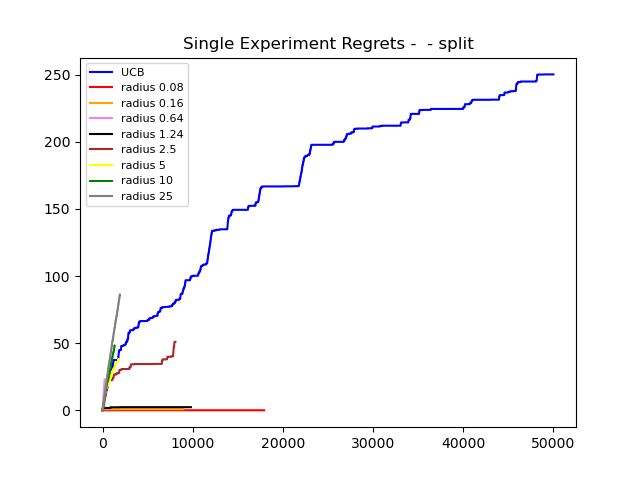 Single Experiment Regrets -  - split
UCB
radius 0.08
radius 0.16
radius 0.64
radius 1.24
radius 2.5
radius 5
radius 10
radius 25
250
200
150
100
50
0
0 10000 20000 30000 40000 50000